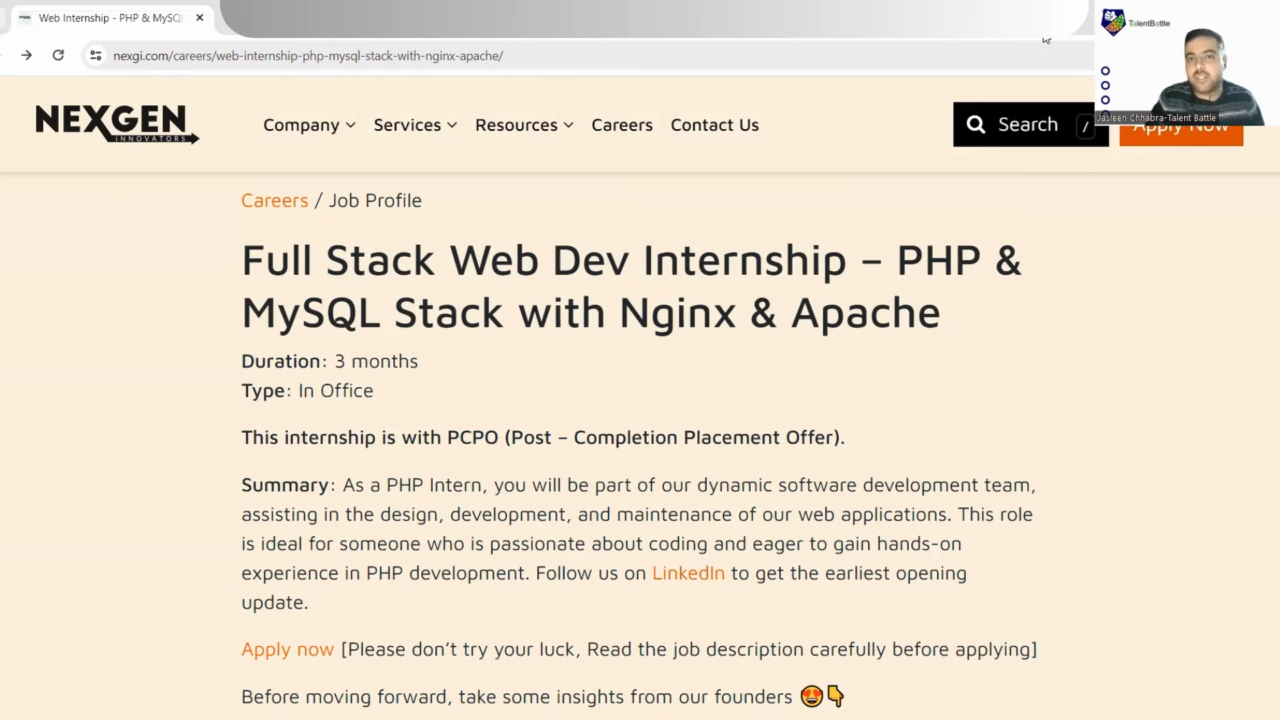 Web Internship - PHP & MySQL
nexgi.com/careers/web-internship-php-mysql-stack-with-nginx-apache/
TalentBattle
Jasleen Chhabra-Talent Battle
NEXGEN
INNOVATORS
Company
Services
Resources
Careers
Contact Us
Search /
Apply Now
Careers / Job Profile
Full Stack Web Dev Internship – PHP &
MySQL Stack with Nginx & Apache
Duration: 3 months
Type: In Office
This internship is with PCPO (Post – Completion Placement Offer).
Summary: As a PHP Intern, you will be part of our dynamic software development team,
assisting in the design, development, and maintenance of our web applications. This role
is ideal for someone who is passionate about coding and eager to gain hands-on
experience in PHP development. Follow us on LinkedIn to get the earliest opening
update.
Apply now [Please don't try your luck, Read the job description carefully before applying]
Before moving forward, take some insights from our founders 😍👇